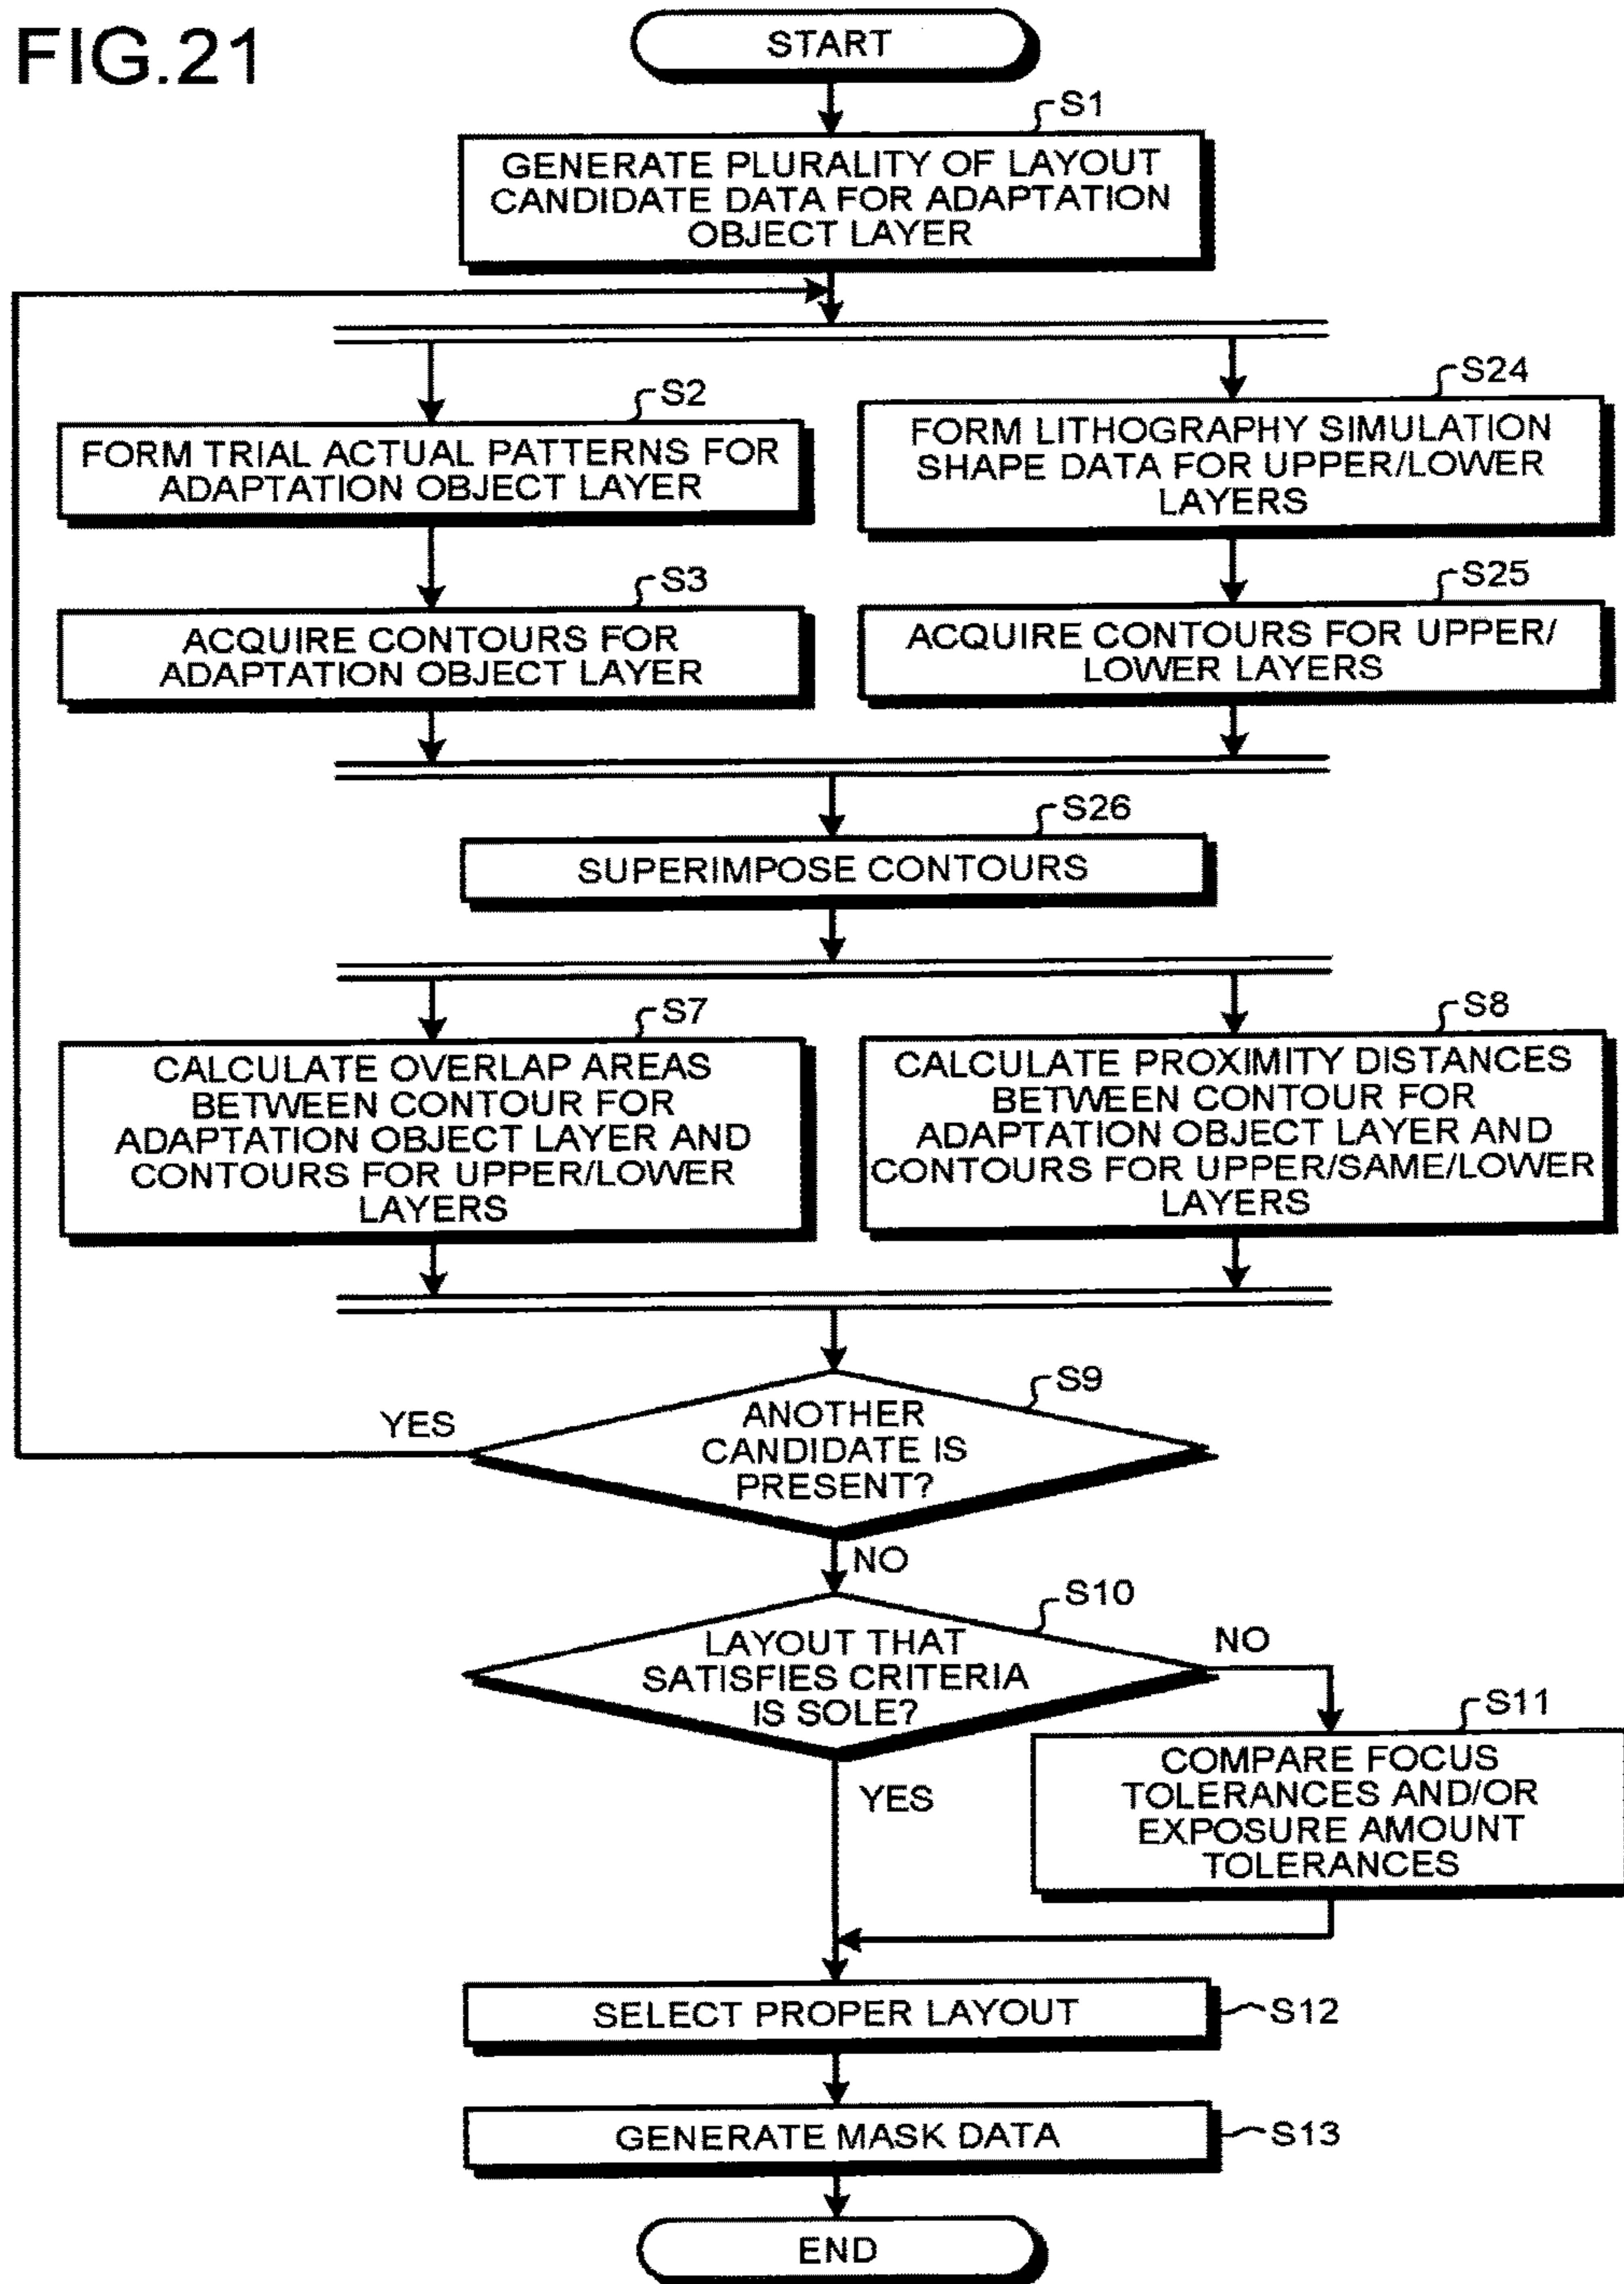 FIG.21
START
S1
GENERATE PLURALITY OF LAYOUT
CANDIDATE DATA FOR ADAPTATION
OBJECT LAYER
S2
FORM TRIAL ACTUAL PATTERNS FOR
ADAPTATION OBJECT LAYER
S24
FORM LITHOGRAPHY SIMULATION
SHAPE DATA FOR UPPER/LOWER
LAYERS
S3
ACQUIRE CONTOURS FOR
ADAPTATION OBJECT LAYER
S25
ACQUIRE CONTOURS FOR UPPER/
LOWER LAYERS
S26
SUPERIMPOSE CONTOURS
S7
CALCULATE OVERLAP AREAS
BETWEEN CONTOUR FOR
ADAPTATION OBJECT LAYER AND
CONTOURS FOR UPPER/LOWER
LAYERS
S8
CALCULATE PROXIMITY DISTANCES
BETWEEN CONTOUR FOR
ADAPTATION OBJECT LAYER AND
CONTOURS FOR UPPER/SAME/LOWER
LAYERS
S9
YES
ANOTHER
CANDIDATE IS
PRESENT?
NO
S10
LAYOUT THAT
SATISFIES CRITERIA
IS SOLE?
NO
YES
S11
COMPARE FOCUS
TOLERANCES AND/OR
EXPOSURE AMOUNT
TOLERANCES
SELECT PROPER LAYOUT
S12
GENERATE MASK DATA
S13
END